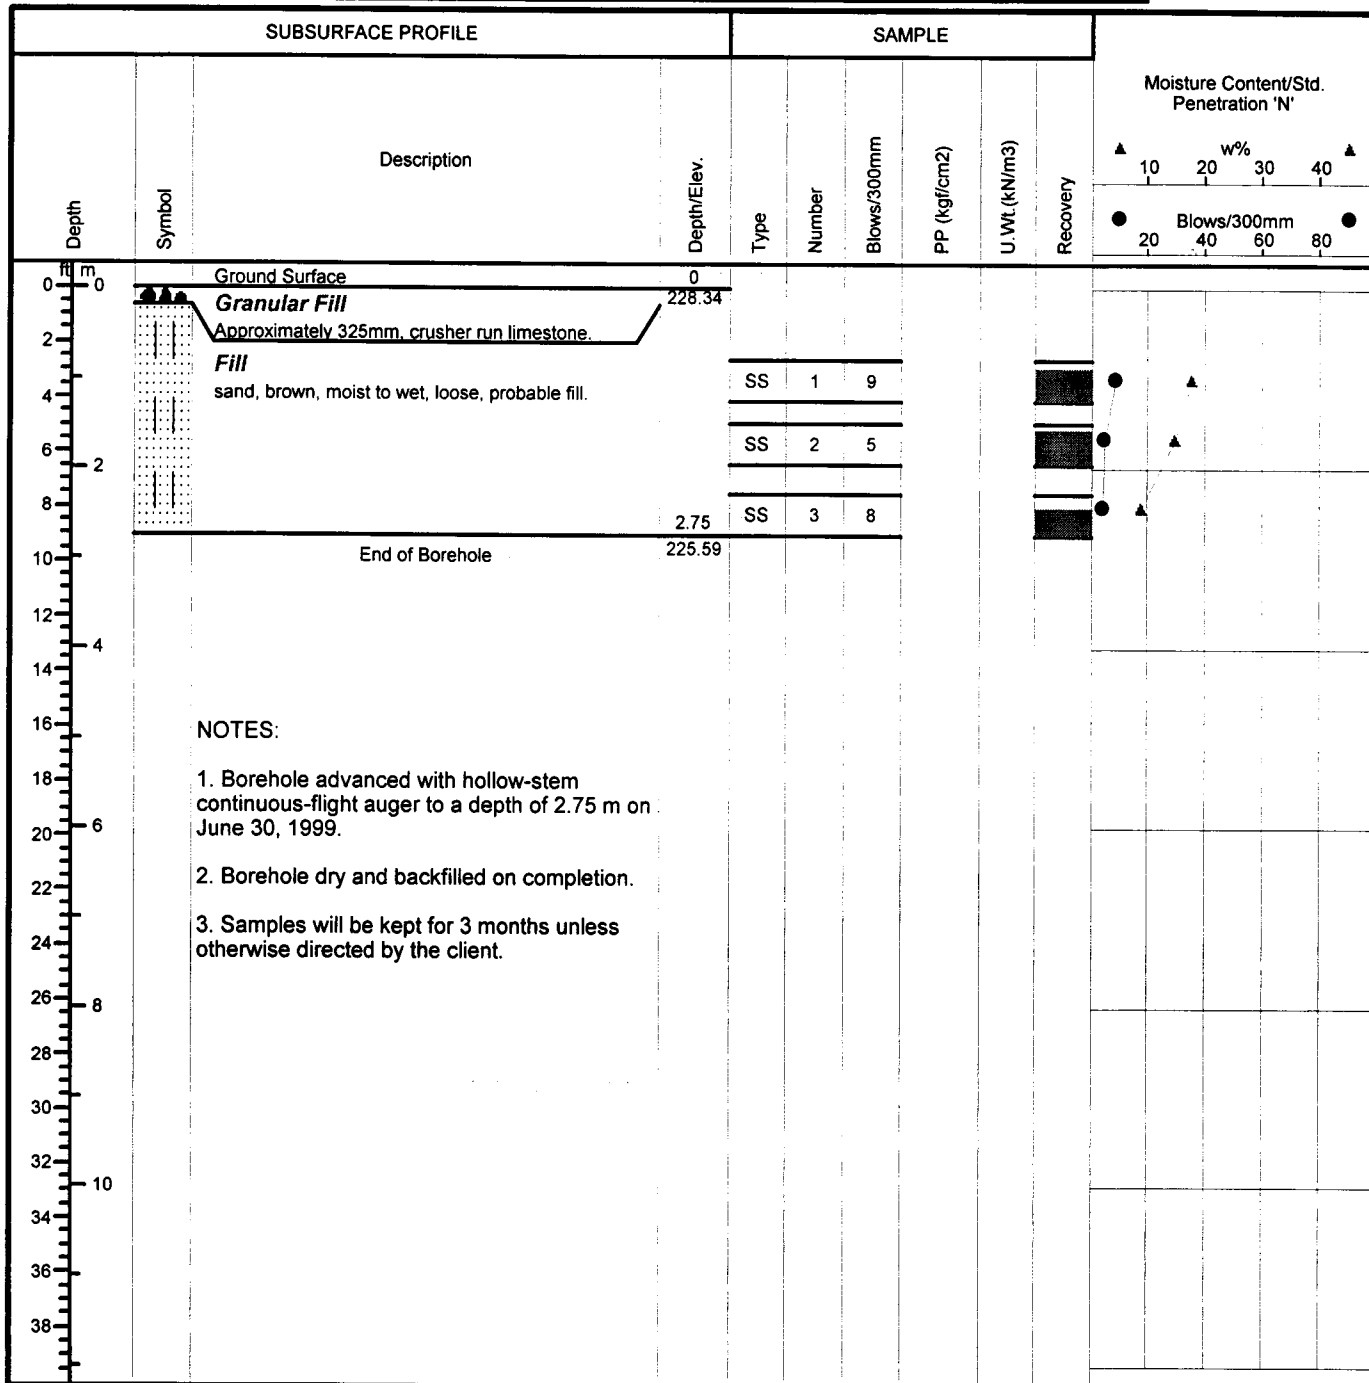 SUBSURFACE PROFILE
SAMPLE
Moisture Content/Std.
Penetration 'N'
w%
10 20 30 40
Blows/300mm
20 40 60 80
Depth
Symbol
Description
Depth/Elev.
Type
Number
Blows/300mm
PP (kgf/cm2)
U.Wt.(kN/m3)
Recovery
ft m
0 0
Ground Surface 0
228.34
Granular Fill
Approximately 325mm, crusher run limestone.
2
Fill
sand, brown, moist to wet, loose, probable fill.
SS 1 9
4
SS 2 5
6
2
8
SS 3 8
2.75
225.59
End of Borehole
10
12
4
14
16
NOTES:
1. Borehole advanced with hollow-stem
continuous-flight auger to a depth of 2.75 m on
June 30, 1999.
18
6
20
2. Borehole dry and backfilled on completion.
22
3. Samples will be kept for 3 months unless
otherwise directed by the client.
24
26
8
28
30
32
10
34
36
38